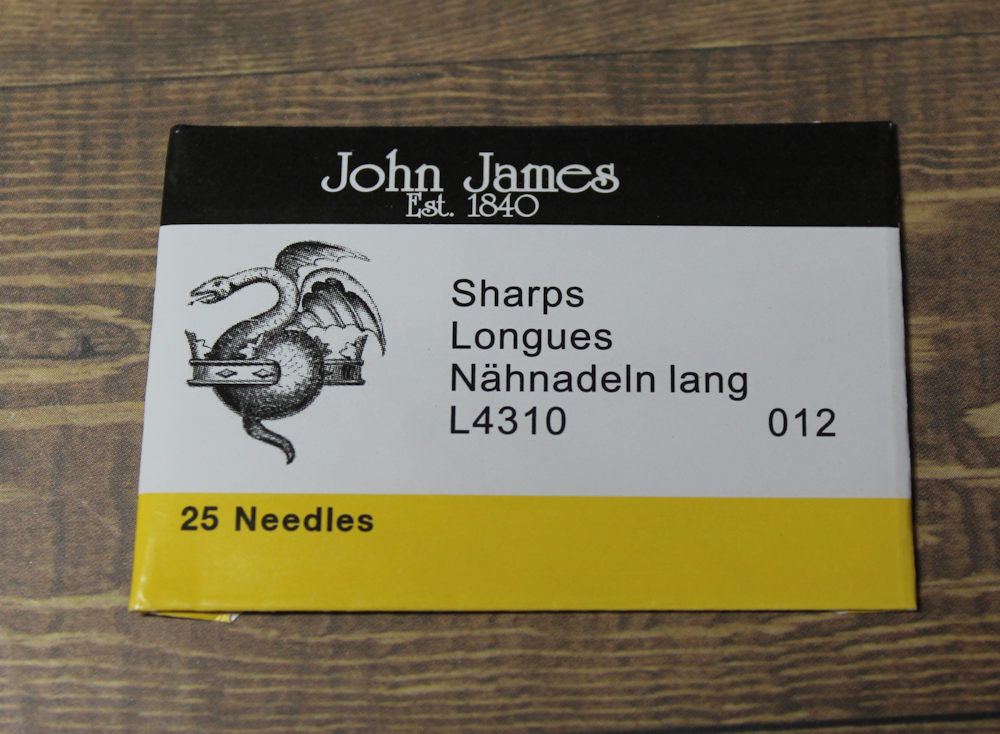 John James
Est. 1840
Sharps
Longues
Nähnadeln lang
L4310 012
25 Needles